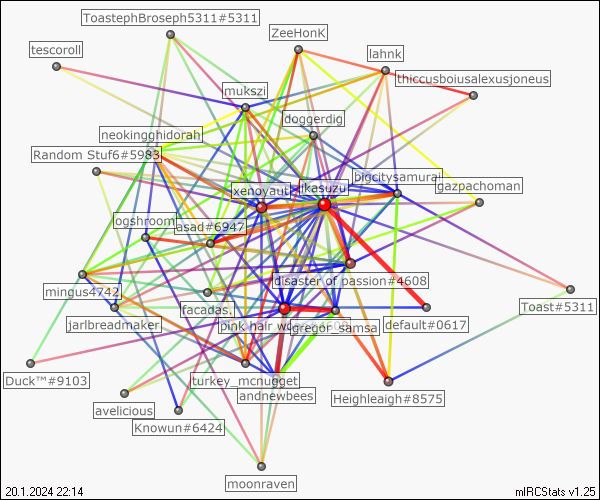 ToastephBroseph5311#5311
ZeeHonK
tescoroll
lahnk
thiccusboiusalexusjoneus
mukszi
doggerdig
neokingghidorah
Random Stuf6#5983
bigcitysamurai
xenoyaut
ikasuzu
gazpachoman
logshroom
asad#6947
disaster of passion#4608
mingus4742
facadas.
Toast#5311
jarlbreadmaker
pink hair
gregor_samsa
default#0617
Duck™#9103
turkey_mcnugget
andnewbees
Heighleaigh#8575
avelicious
Knowun#6424
moonraven
20.1.2024 22:14
mIRCStats v1.25